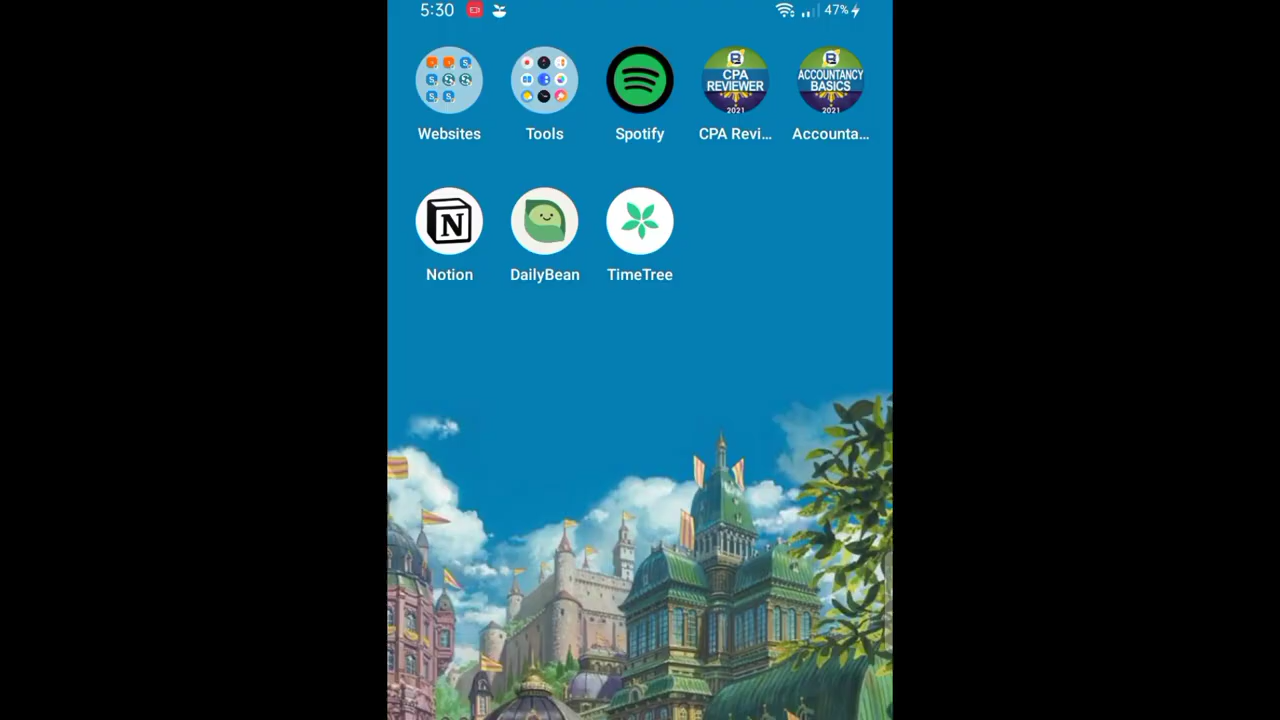 5:30 47%
CPA
REVIEWER
2021
ACCOUNTANCY
BASICS
2021
Websites Tools Spotify CPA Revi... Accounta...
N
Notion DailyBean TimeTree